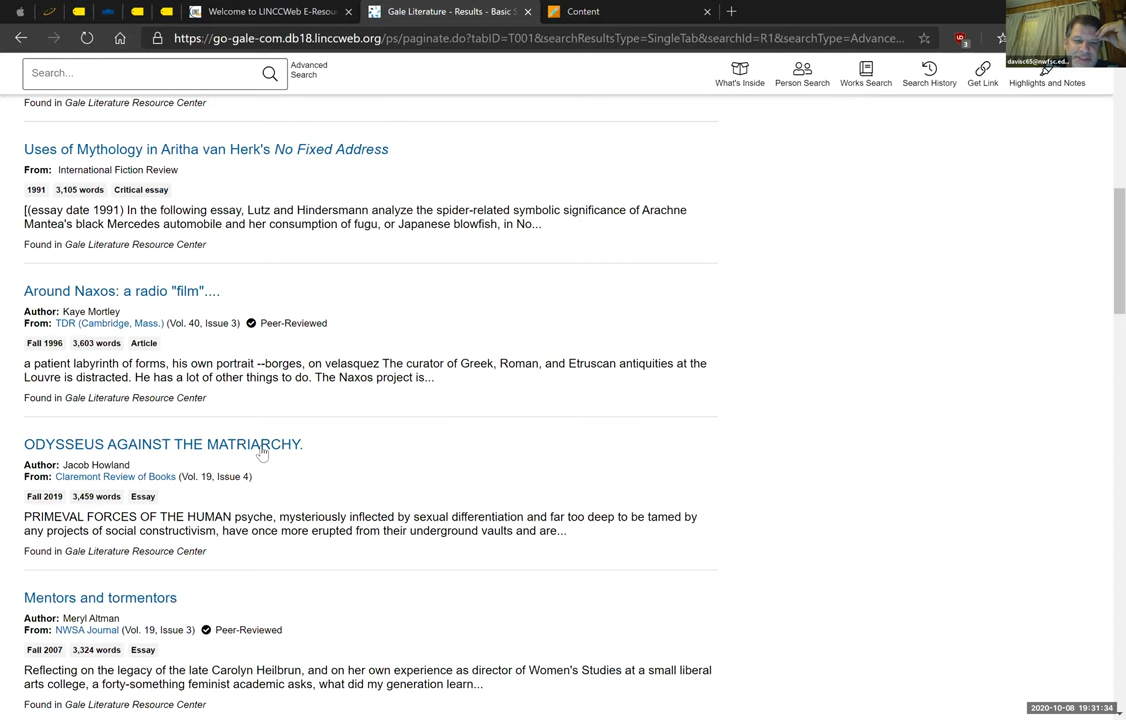 Welcome to LINCCWeb E-Resou
Gale Literature - Results - Basic S
Content
https://go-gale-com.db18.linccweb.org/ps/paginate.do?tabID=T001&searchResultsType=SingleTab&searchId=R1&searchType=Advance...
3
davisc65@nwfsc.ed...
Search...
Advanced
Search
What's Inside
Person Search
Works Search
Search History
Get Link
Highlights and Notes
Found in Gale Literature Resource Center
Uses of Mythology in Aritha van Herk's No Fixed Address
From: International Fiction Review
1991 3,105 words Critical essay
[(essay date 1991) In the following essay, Lutz and Hindersmann analyze the spider-related symbolic significance of Arachne
Mantea's black Mercedes automobile and her consumption of fugu, or Japanese blowfish, in No...
Found in Gale Literature Resource Center
Around Naxos: a radio "film"....
Author: Kaye Mortley
From: TDR (Cambridge, Mass.) (Vol. 40, Issue 3) Peer-Reviewed
Fall 1996 3,603 words Article
a patient labyrinth of forms, his own portrait --borges, on velasquez The curator of Greek, Roman, and Etruscan antiquities at the
Louvre is distracted. He has a lot of other things to do. The Naxos project is...
Found in Gale Literature Resource Center
ODYSSEUS AGAINST THE MATRIARCHY.
Author: Jacob Howland
From: Claremont Review of Books (Vol. 19, Issue 4)
Fall 2019 3,459 words Essay
PRIMEVAL FORCES OF THE HUMAN psyche, mysteriously inflected by sexual differentiation and far too deep to be tamed by
any projects of social constructivism, have once more erupted from their underground vaults and are...
Found in Gale Literature Resource Center
Mentors and tormentors
Author: Meryl Altman
From: NWSA Journal (Vol. 19, Issue 3) Peer-Reviewed
Fall 2007 3,324 words Essay
Reflecting on the legacy of the late Carolyn Heilbrun, and on her own experience as director of Women's Studies at a small liberal
arts college, a forty-something feminist academic asks, what did my generation learn...
Found in Gale Literature Resource Center
2020-10-08 19:31:34